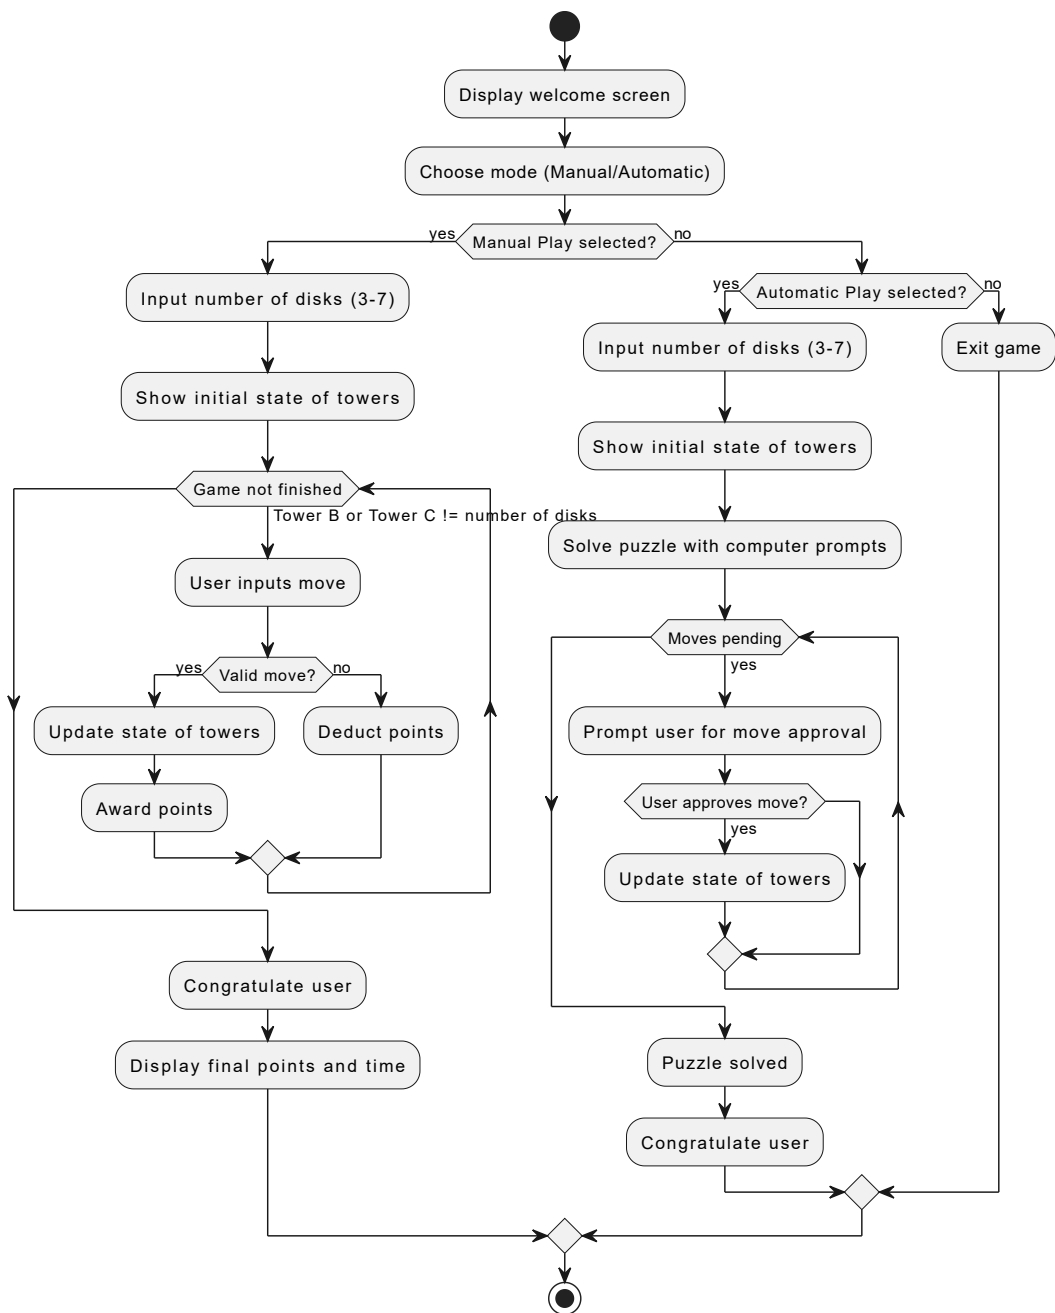 Display welcome screen
Choose mode (Manual/Automatic)
Manual Play selected?
yes
no
Input number of disks (3-7)
Show initial state of towers
Game not finished
Tower B or Tower C != number of disks
User inputs move
Valid move?
yes
no
Update state of towers
Award points
Deduct points
Congratulate user
Display final points and time
Automatic Play selected?
yes
no
Input number of disks (3-7)
Show initial state of towers
Solve puzzle with computer prompts
Moves pending
yes
Prompt user for move approval
User approves move?
yes
Update state of towers
Puzzle solved
Congratulate user
Exit game